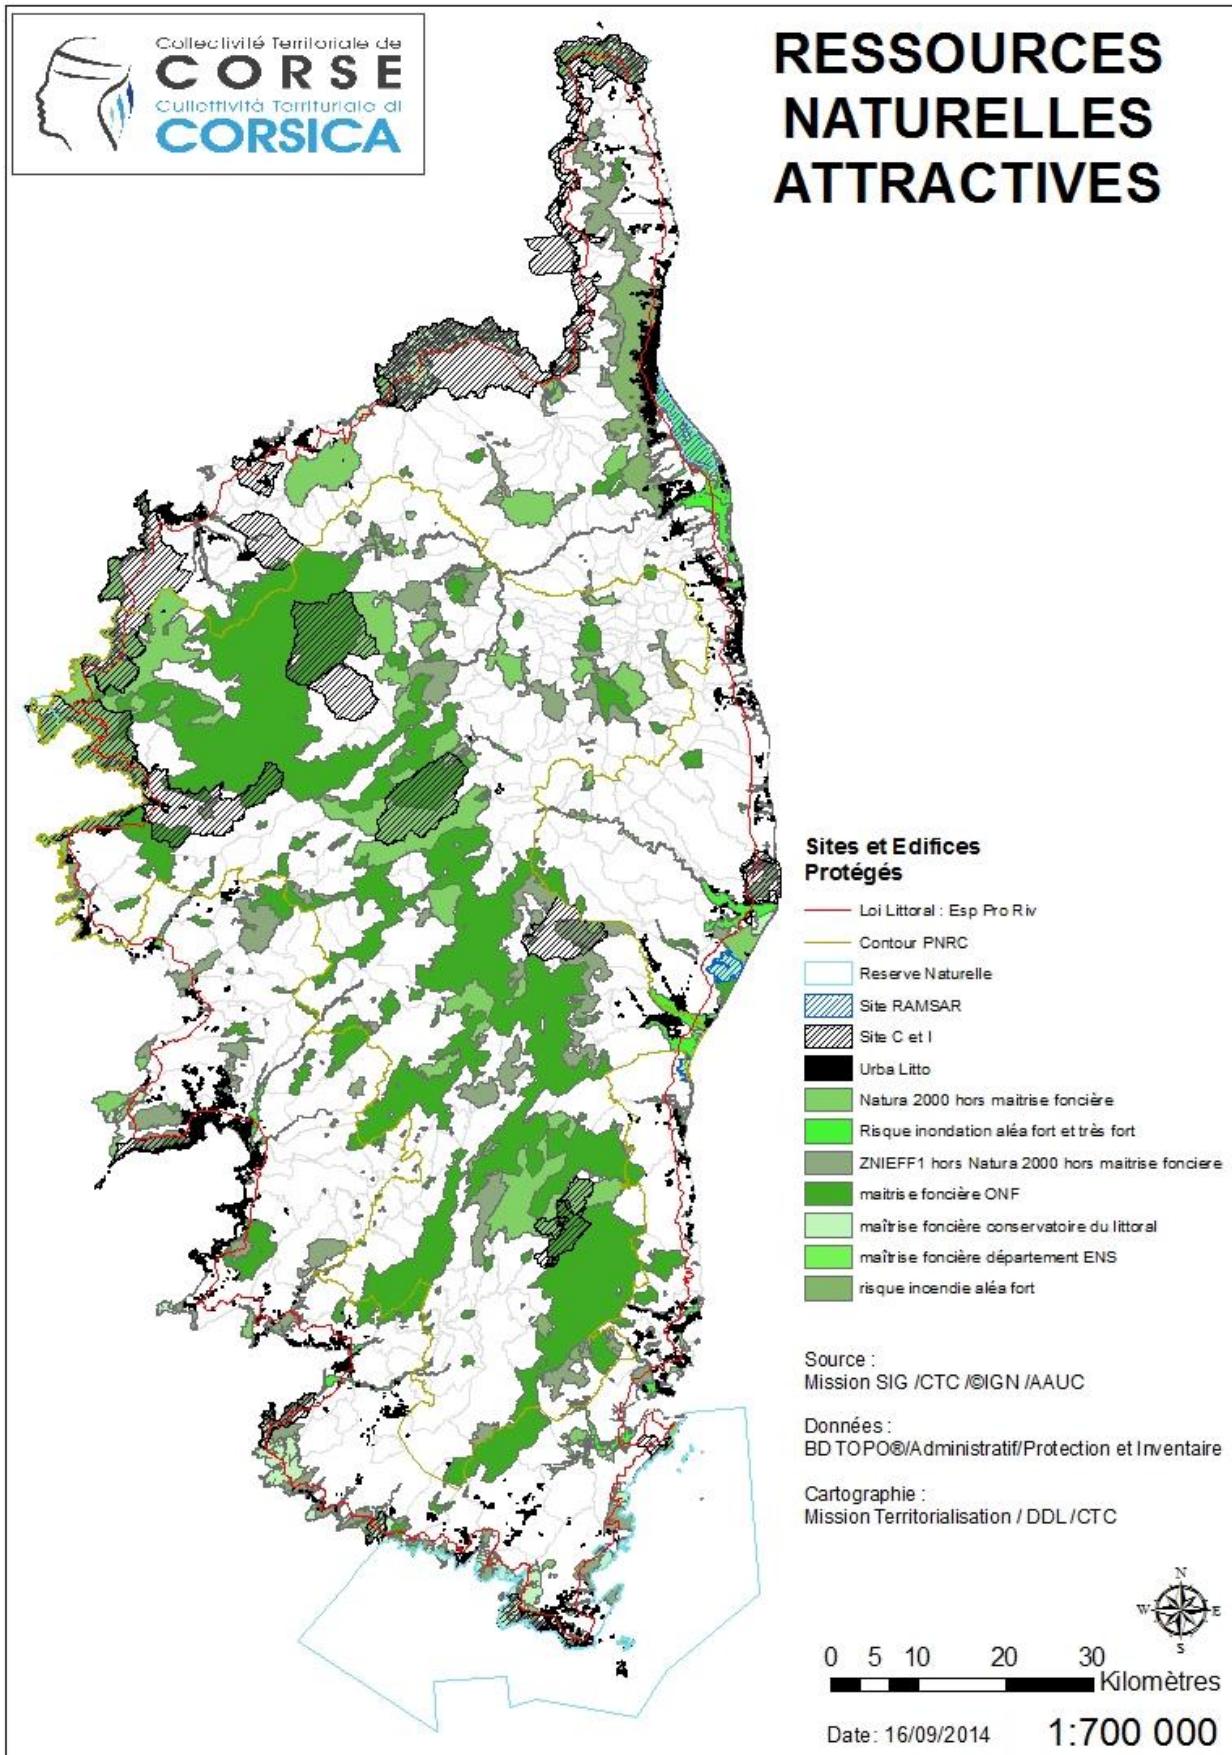 Collectivité Territoriale de
CORSE
Cullettività Territuriale di
CORSICA
RESSOURCES
NATURELLES
ATTRACTIVES
Sites et Edifices
Protégés
Loi Littoral : Esp Pro Riv
Contour PNRC
Reserve Naturelle
Site RAMSAR
Site C et I
Urba Litto
Natura 2000 hors maitrise foncière
Risque inondation aléa fort et très fort
ZNIEFF1 hors Natura 2000 hors maitrise fonciere
maitrise foncière ONF
maîtrise foncière conservatoire du littoral
maîtrise foncière département ENS
risque incendie aléa fort
Source :
Mission SIG /CTC /©IGN /AAUC
Données :
BD TOPO®/Administratif/Protection et Inventaire
Cartographie :
Mission Territorialisation / DDL /CTC
N
W E
S
0 5 10 20 30
Kilomètres
Date : 16/09/2014 1:700 000